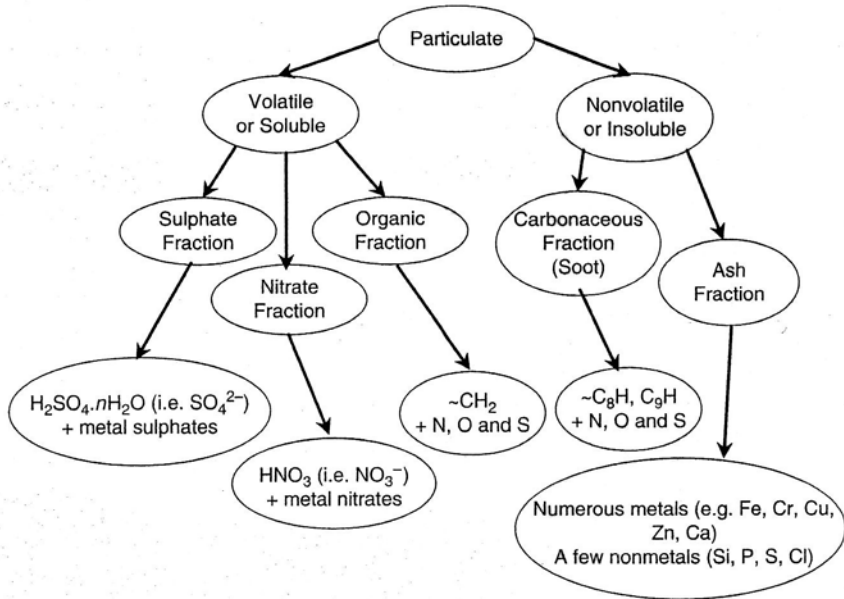 Particulate
Volatile
or Soluble
Nonvolatile
or Insoluble
Sulphate
Fraction
Nitrate
Fraction
Organic
Fraction
Carbonaceous
Fraction
(Soot)
Ash
Fraction
H₂SO₄.nH₂O (i.e. SO₄²⁻)
+ metal sulphates
HNO₃ (i.e. NO₃⁻)
+ metal nitrates
~CH₂
+ N, O and S
~C₈H, C₉H
+ N, O and S
Numerous metals (e.g. Fe, Cr, Cu,
Zn, Ca)
A few nonmetals (Si, P, S, Cl)